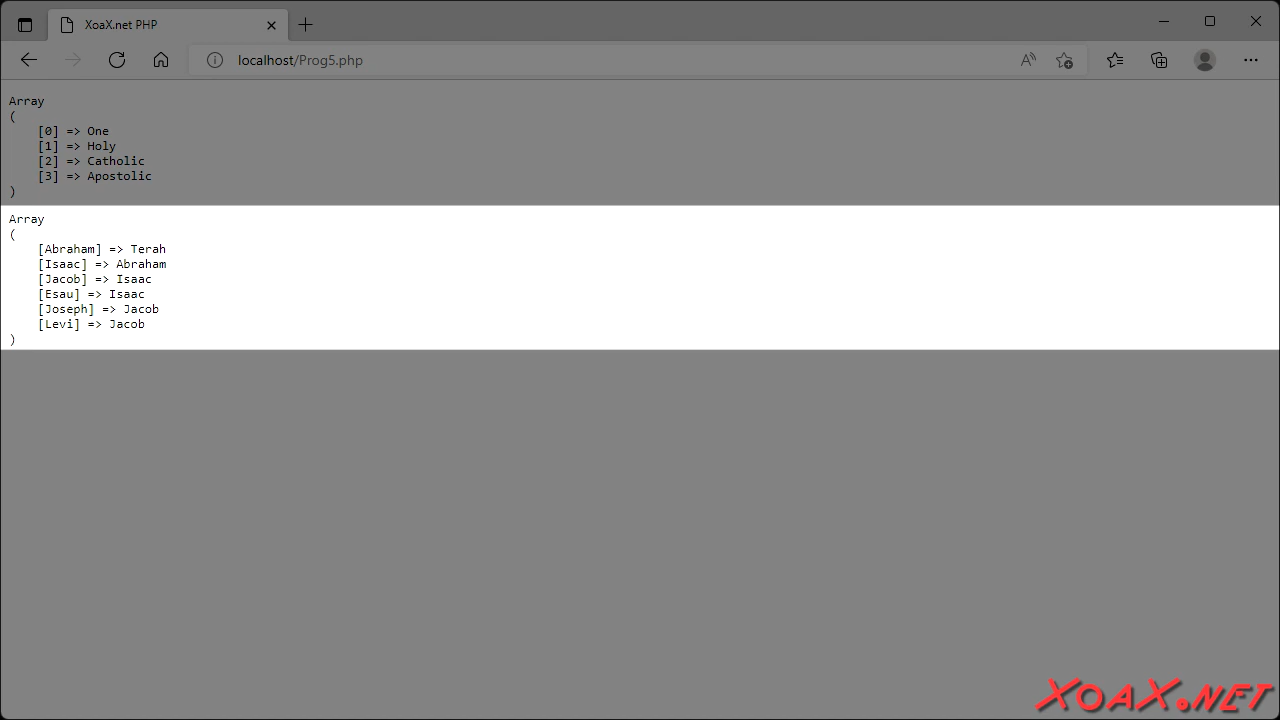 XoaX.net PHP
localhost/Prog5.php
Array
(
    [0] => One
    [1] => Holy
    [2] => Catholic
    [3] => Apostolic
)
Array
(
    [Abraham] => Terah
    [Isaac] => Abraham
    [Jacob] => Isaac
    [Esau] => Isaac
    [Joseph] => Jacob
    [Levi] => Jacob
)
XOAX.NET